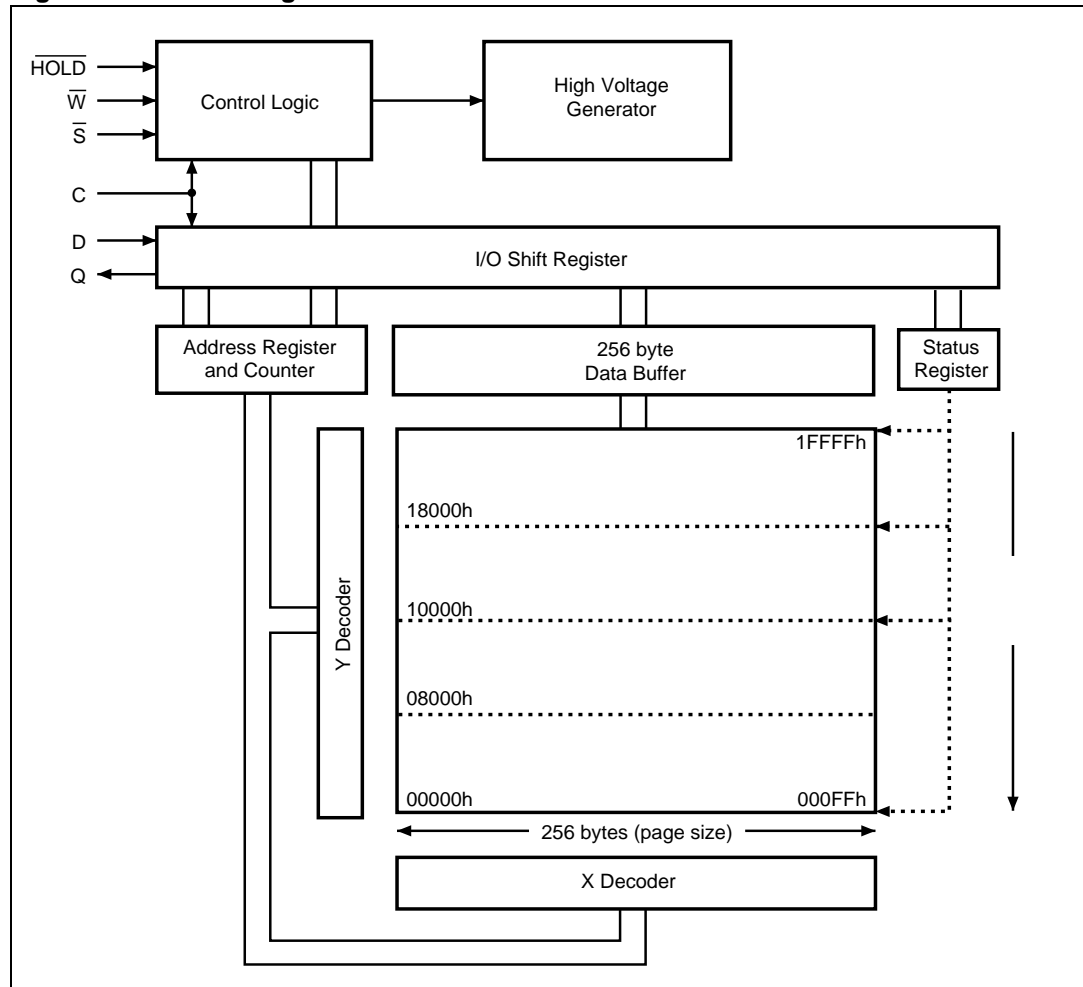 HOLD
W
S
C
D
Q
Control Logic
High Voltage
Generator
I/O Shift Register
Address Register
and Counter
256 byte
Data Buffer
Status
Register
Y Decoder
1FFFFh
18000h
10000h
08000h
00000h
000FFh
256 bytes (page size)
X Decoder